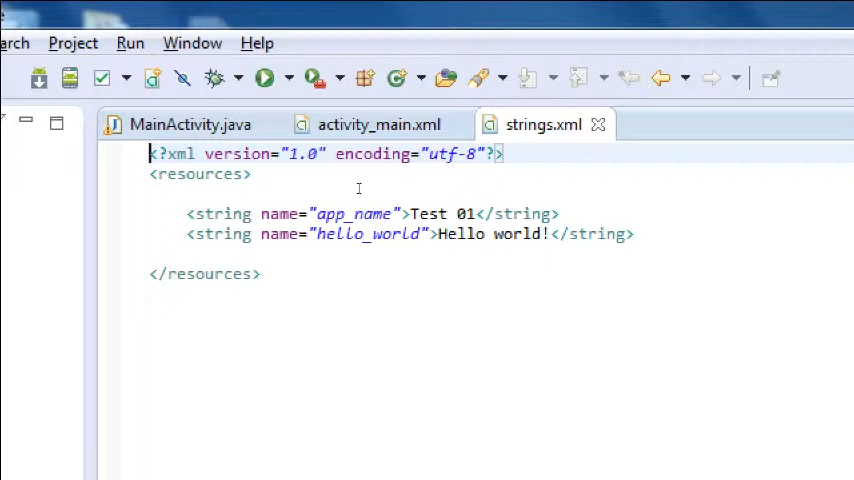 e
arch Project Run Window Help
MainActivity.java activity_main.xml strings.xml
<?xml version="1.0" encoding="utf-8"?>
<resources>
<string name="app_name">Test 01</string>
<string name="hello_world">Hello world!</string>
</resources>